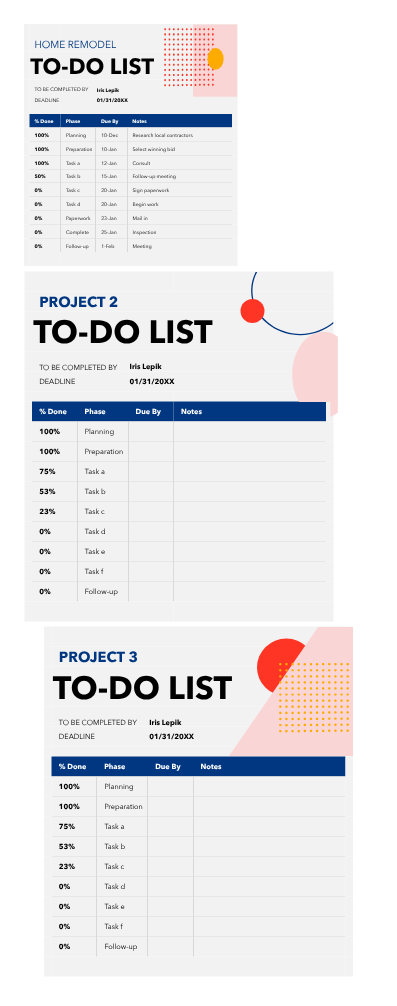 HOME REMODEL
TO-DO LIST
TO BE COMPLETED BY Iris Lepik
DEADLINE 01/31/20XX
% Done Phase Due By Notes
100% Planning 10-Dec Research local contractors
100% Preparation 10-Jan Select winning bid
100% Task a 12-Jan Consult
50% Task b 15-Jan Follow-up meeting
0% Task c 20-Jan Sign paperwork
0% Task d 20-Jan Begin work
0% Paperwork 23-Jan Mail in
0% Complete 25-Jan Inspection
0% Follow-up 1-Feb Meeting
PROJECT 2
TO-DO LIST
TO BE COMPLETED BY Iris Lepik
DEADLINE 01/31/20XX
% Done Phase Due By Notes
100% Planning
100% Preparation
75% Task a
53% Task b
23% Task c
0% Task d
0% Task e
0% Task f
0% Follow-up
PROJECT 3
TO-DO LIST
TO BE COMPLETED BY Iris Lepik
DEADLINE 01/31/20XX
% Done Phase Due By Notes
100% Planning
100% Preparation
75% Task a
53% Task b
23% Task c
0% Task d
0% Task e
0% Task f
0% Follow-up